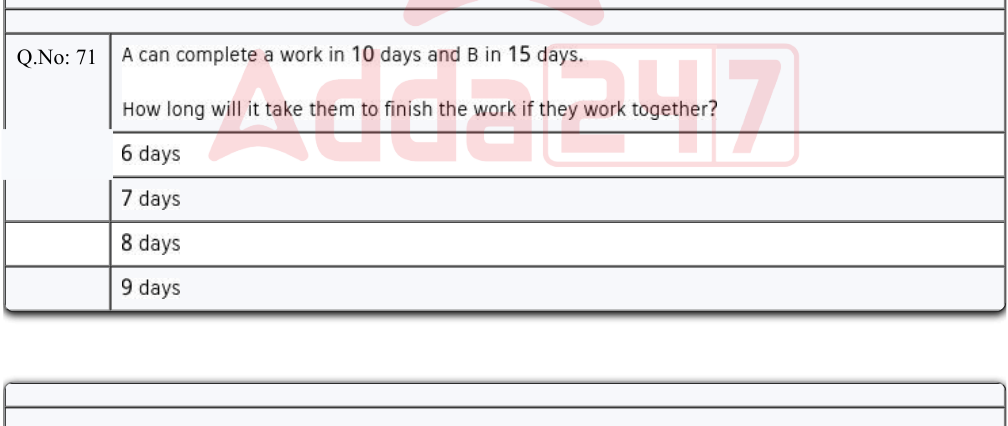 Q.No: 71
A can complete a work in 10 days and B in 15 days.
How long will it take them to finish the work if they work together?
6 days
7 days
8 days
9 days
Adda247